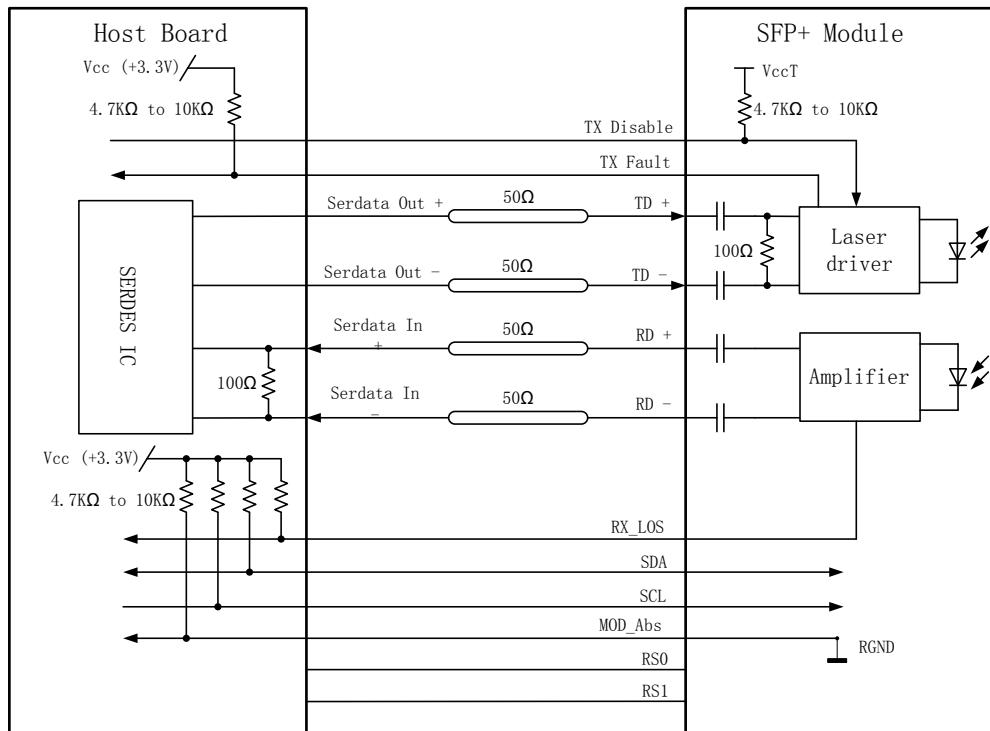 Host Board
SFP+ Module
Vcc (+3.3V)
VccT
4.7KΩ to 10KΩ
4.7KΩ to 10KΩ
TX Disable
TX Fault
Serdata Out +
50Ω
TD +
SERDES IC
100Ω
Laser
driver
Serdata Out −
50Ω
TD −
Serdata In
+
50Ω
RD +
100Ω
Amplifier
Serdata In
−
50Ω
RD −
Vcc (+3.3V)
4.7KΩ to 10KΩ
RX_LOS
SDA
SCL
MOD_Abs
RGND
RS0
RS1